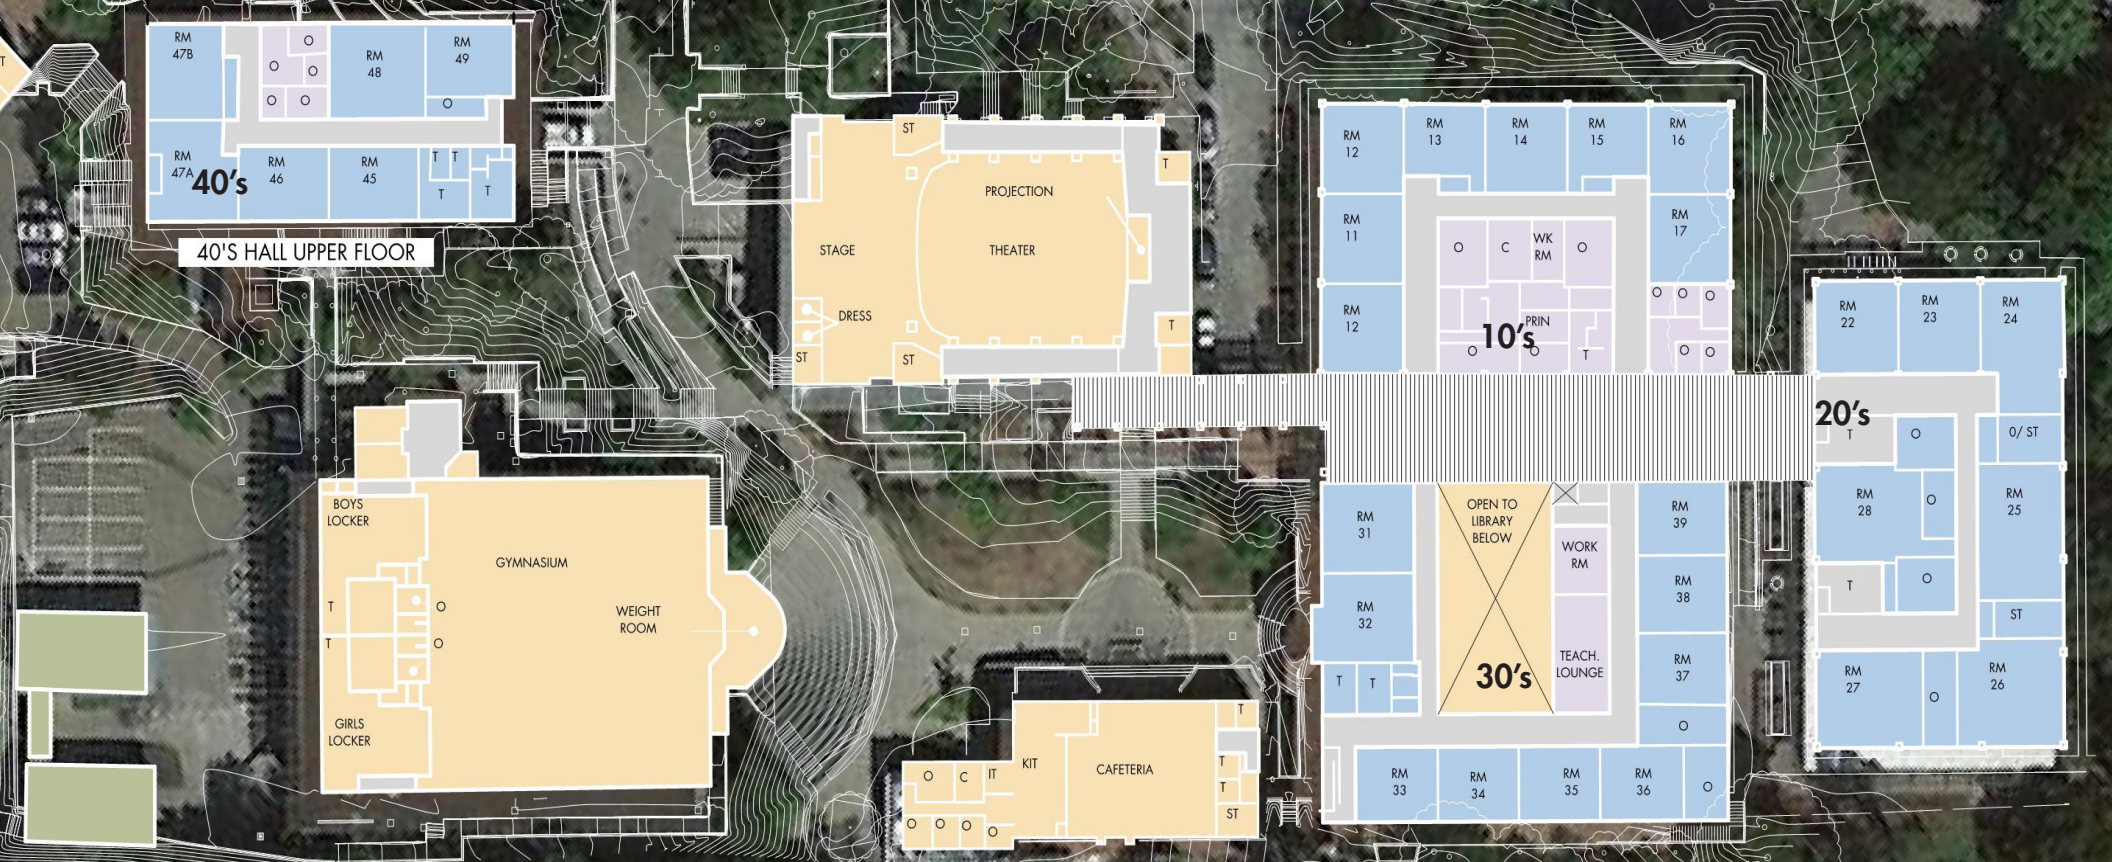 T
RM
47B
O
O
O
O
O
RM
48
RM
49
O
RM
47A
40's
RM
46
RM
45
T
T
T
T
40'S HALL UPPER FLOOR
ST
PROJECTION
STAGE
THEATER
DRESS
ST
ST
T
T
RM
12
RM
13
RM
14
RM
15
RM
16
RM
11
RM
17
RM
12
O
C
WK
RM
O
PRIN
10's
O
O
T
O
O
O
O
O
RM
22
RM
23
RM
24
20's
T
O
O/ ST
RM
28
O
RM
25
T
O
ST
RM
27
O
RM
26
BOYS
LOCKER
GYMNASIUM
WEIGHT
ROOM
T
O
T
O
GIRLS
LOCKER
O
C
IT
KIT
CAFETERIA
T
T
T
ST
O
O
O
O
RM
31
RM
32
T
T
OPEN TO
LIBRARY
BELOW
30's
WORK
RM
TEACH.
LOUNGE
RM
39
RM
38
RM
37
O
RM
33
RM
34
RM
35
RM
36
O